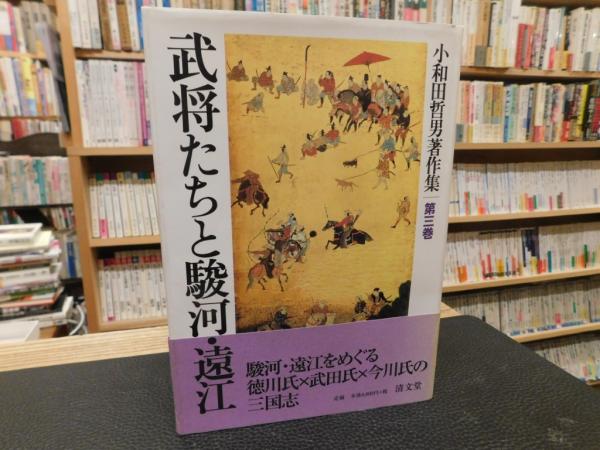 武将たちと駿河・遠江
小和田哲男著作集
第三巻
駿河・遠江をめぐる
徳川氏×武田氏×今川氏の
三国志
清文堂